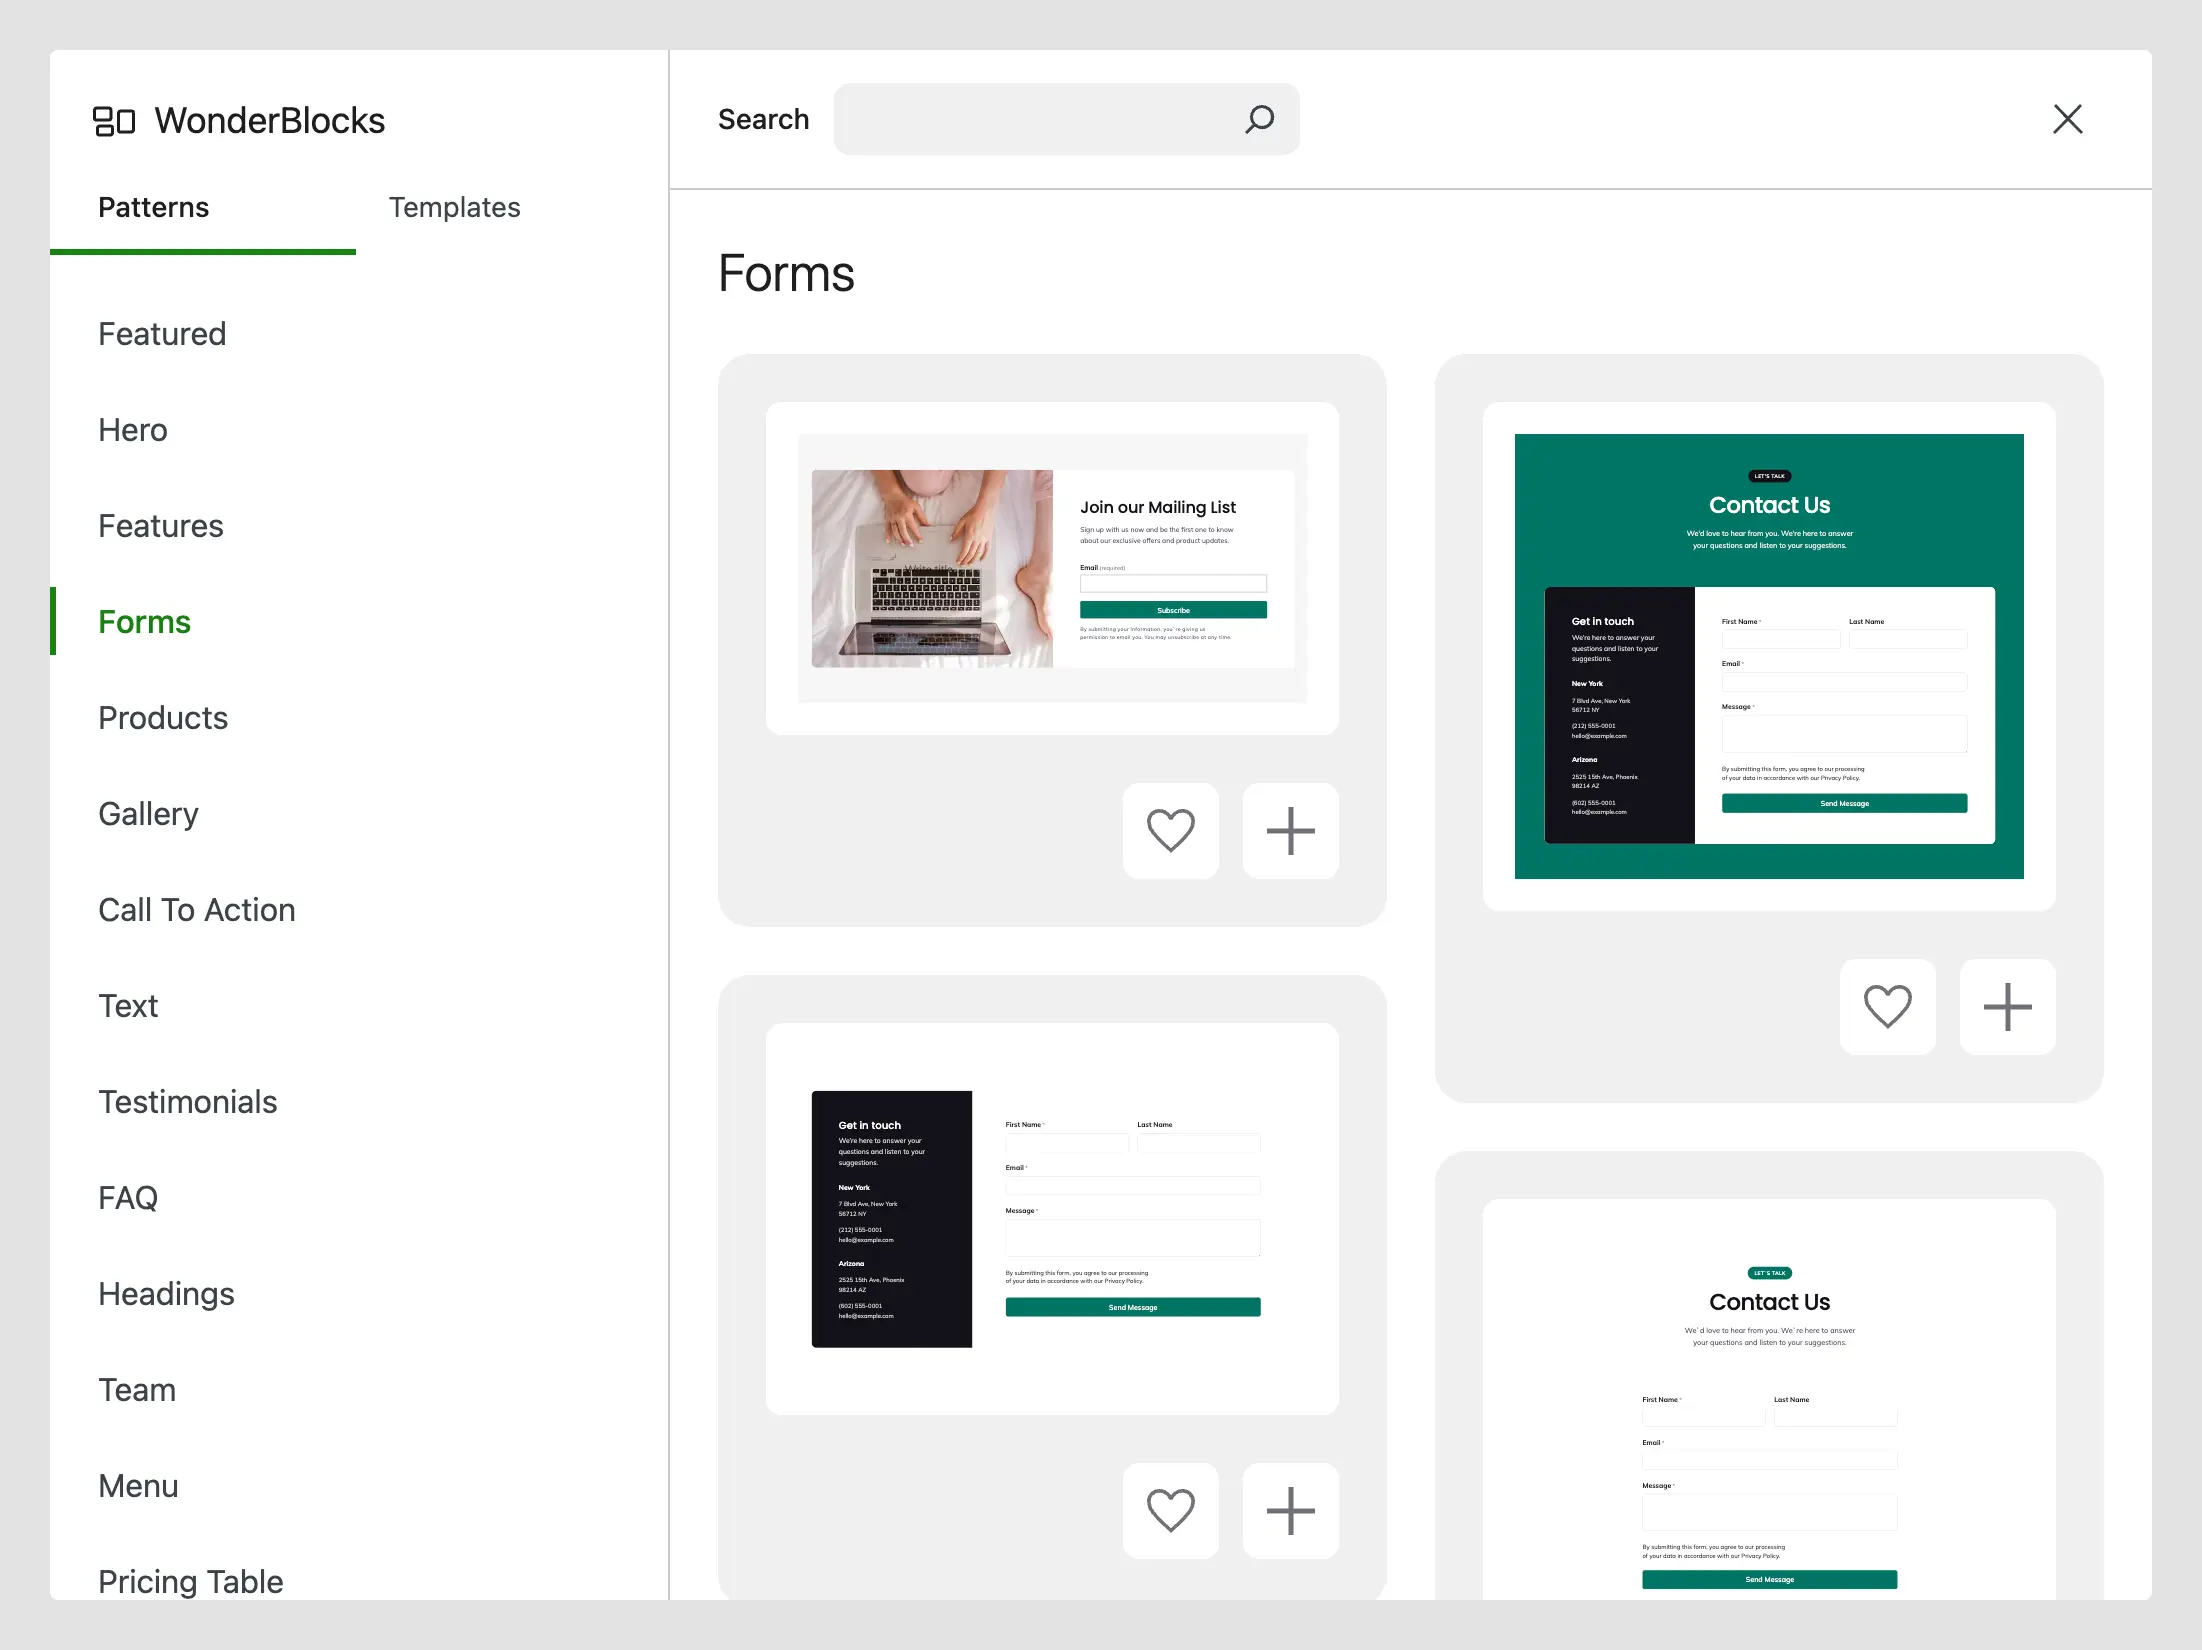 WonderBlocks
Patterns
Templates
Featured
Hero
Features
Forms
Products
Gallery
Call To Action
Text
Testimonials
FAQ
Headings
Team
Menu
Pricing Table
Search
Forms
Join our Mailing List
Sign up with us now and be the first one to know
about our exclusive offers and product updates.
Email (required)
Subscribe
By submitting your information, you're giving us
permission to email you. You may unsubscribe at any time.
Write title
LET'S TALK
Contact Us
We'd love to hear from you. We're here to answer
your questions and listen to your suggestions.
Get in touch
We're here to answer your
questions and listen to your
suggestions.
New York
7 Blvd Ave, New York
56712 NY
(212) 555-0001
hello@example.com
Arizona
2525 15th Ave, Phoenix
98214 AZ
(602) 555-0001
hello@example.com
First Name *
Last Name
Email *
Message *
By submitting this form, you agree to our processing
of your data in accordance with our Privacy Policy.
Send Message
Get in touch
We're here to answer your
questions and listen to your
suggestions.
New York
7 Blvd Ave, New York
56712 NY
(212) 555-0001
hello@example.com
Arizona
2525 15th Ave, Phoenix
98214 AZ
(602) 555-0001
hello@example.com
First Name *
Last Name
Email *
Message *
By submitting this form, you agree to our processing
of your data in accordance with our Privacy Policy.
Send Message
LET'S TALK
Contact Us
We'd love to hear from you. We're here to answer
your questions and listen to your suggestions.
First Name *
Last Name
Email *
Message *
By submitting this form, you agree to our processing
of your data in accordance with our Privacy Policy.
Send Message